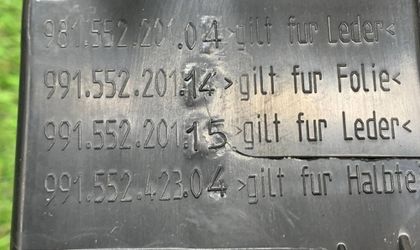 981.552.201.04>gilt fur Leder<
991.552.201.14>gilt fur Folie<
991.552.201.15>gilt fur Leder<
991.552.423.04>gilt fur Halbte